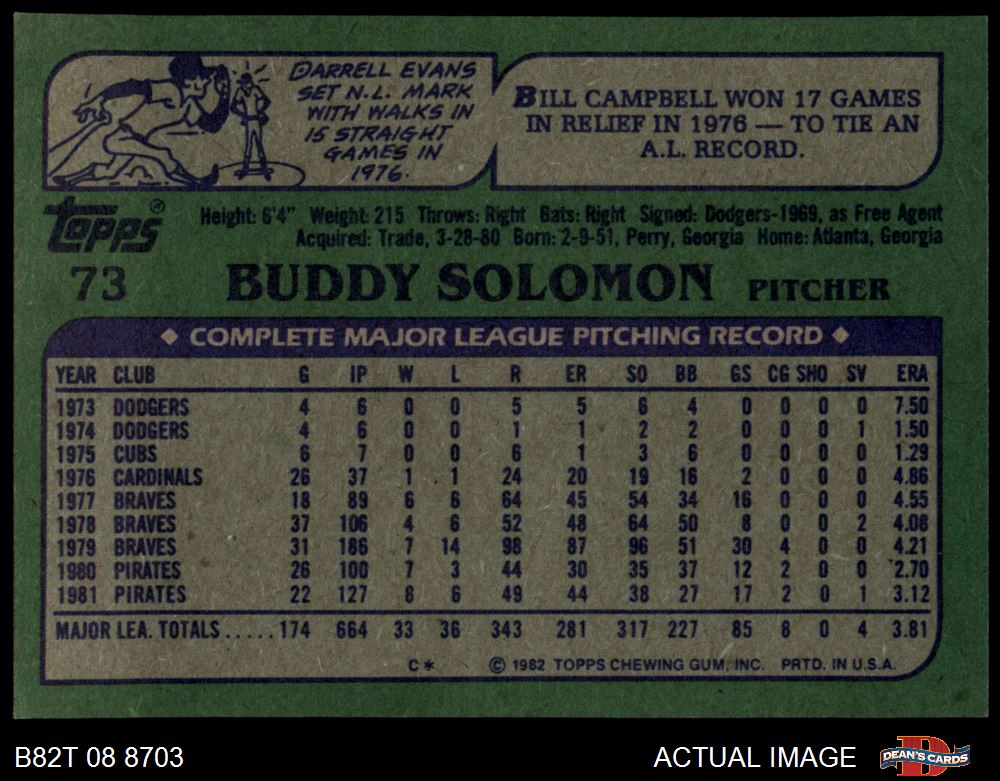 DARRELL EVANS
SET N.L. MARK
WITH WALKS IN
15 STRAIGHT
GAMES IN
1976.
BILL CAMPBELL WON 17 GAMES
IN RELIEF IN 1976 — TO TIE AN
A.L. RECORD.
topps®
Height: 6'4" Weight: 215 Throws: Right Bats: Right Signed: Dodgers-1969, as Free Agent
Acquired: Trade, 3-28-80 Born: 2-9-51, Perry, Georgia Home: Atlanta, Georgia
73 BUDDY SOLOMON PITCHER
◆ COMPLETE MAJOR LEAGUE PITCHING RECORD ◆
YEAR CLUB G IP W L R ER SO BB GS CG SHO SV ERA
1973 DODGERS 4 6 0 0 5 5 6 4 0 0 0 0 7.50
1974 DODGERS 4 6 0 0 1 1 2 2 0 0 0 1 1.50
1975 CUBS 6 7 0 0 6 1 3 6 0 0 0 0 1.29
1976 CARDINALS 26 37 1 1 24 20 19 16 2 0 0 0 4.86
1977 BRAVES 18 89 6 6 64 45 54 34 16 0 0 0 4.55
1978 BRAVES 37 106 4 6 52 48 64 50 8 0 0 2 4.08
1979 BRAVES 31 186 7 14 98 87 96 51 30 4 0 0 4.21
1980 PIRATES 26 100 7 3 44 30 35 37 12 2 0 0 2.70
1981 PIRATES 22 127 8 6 49 44 38 27 17 2 0 1 3.12
MAJOR LEA. TOTALS.....174 664 33 36 343 281 317 227 85 8 0 4 3.81
C* © 1982 TOPPS CHEWING GUM, INC. PRTD. IN U.S.A.
B82T 08 8703 ACTUAL IMAGE DEAN'S CARDS